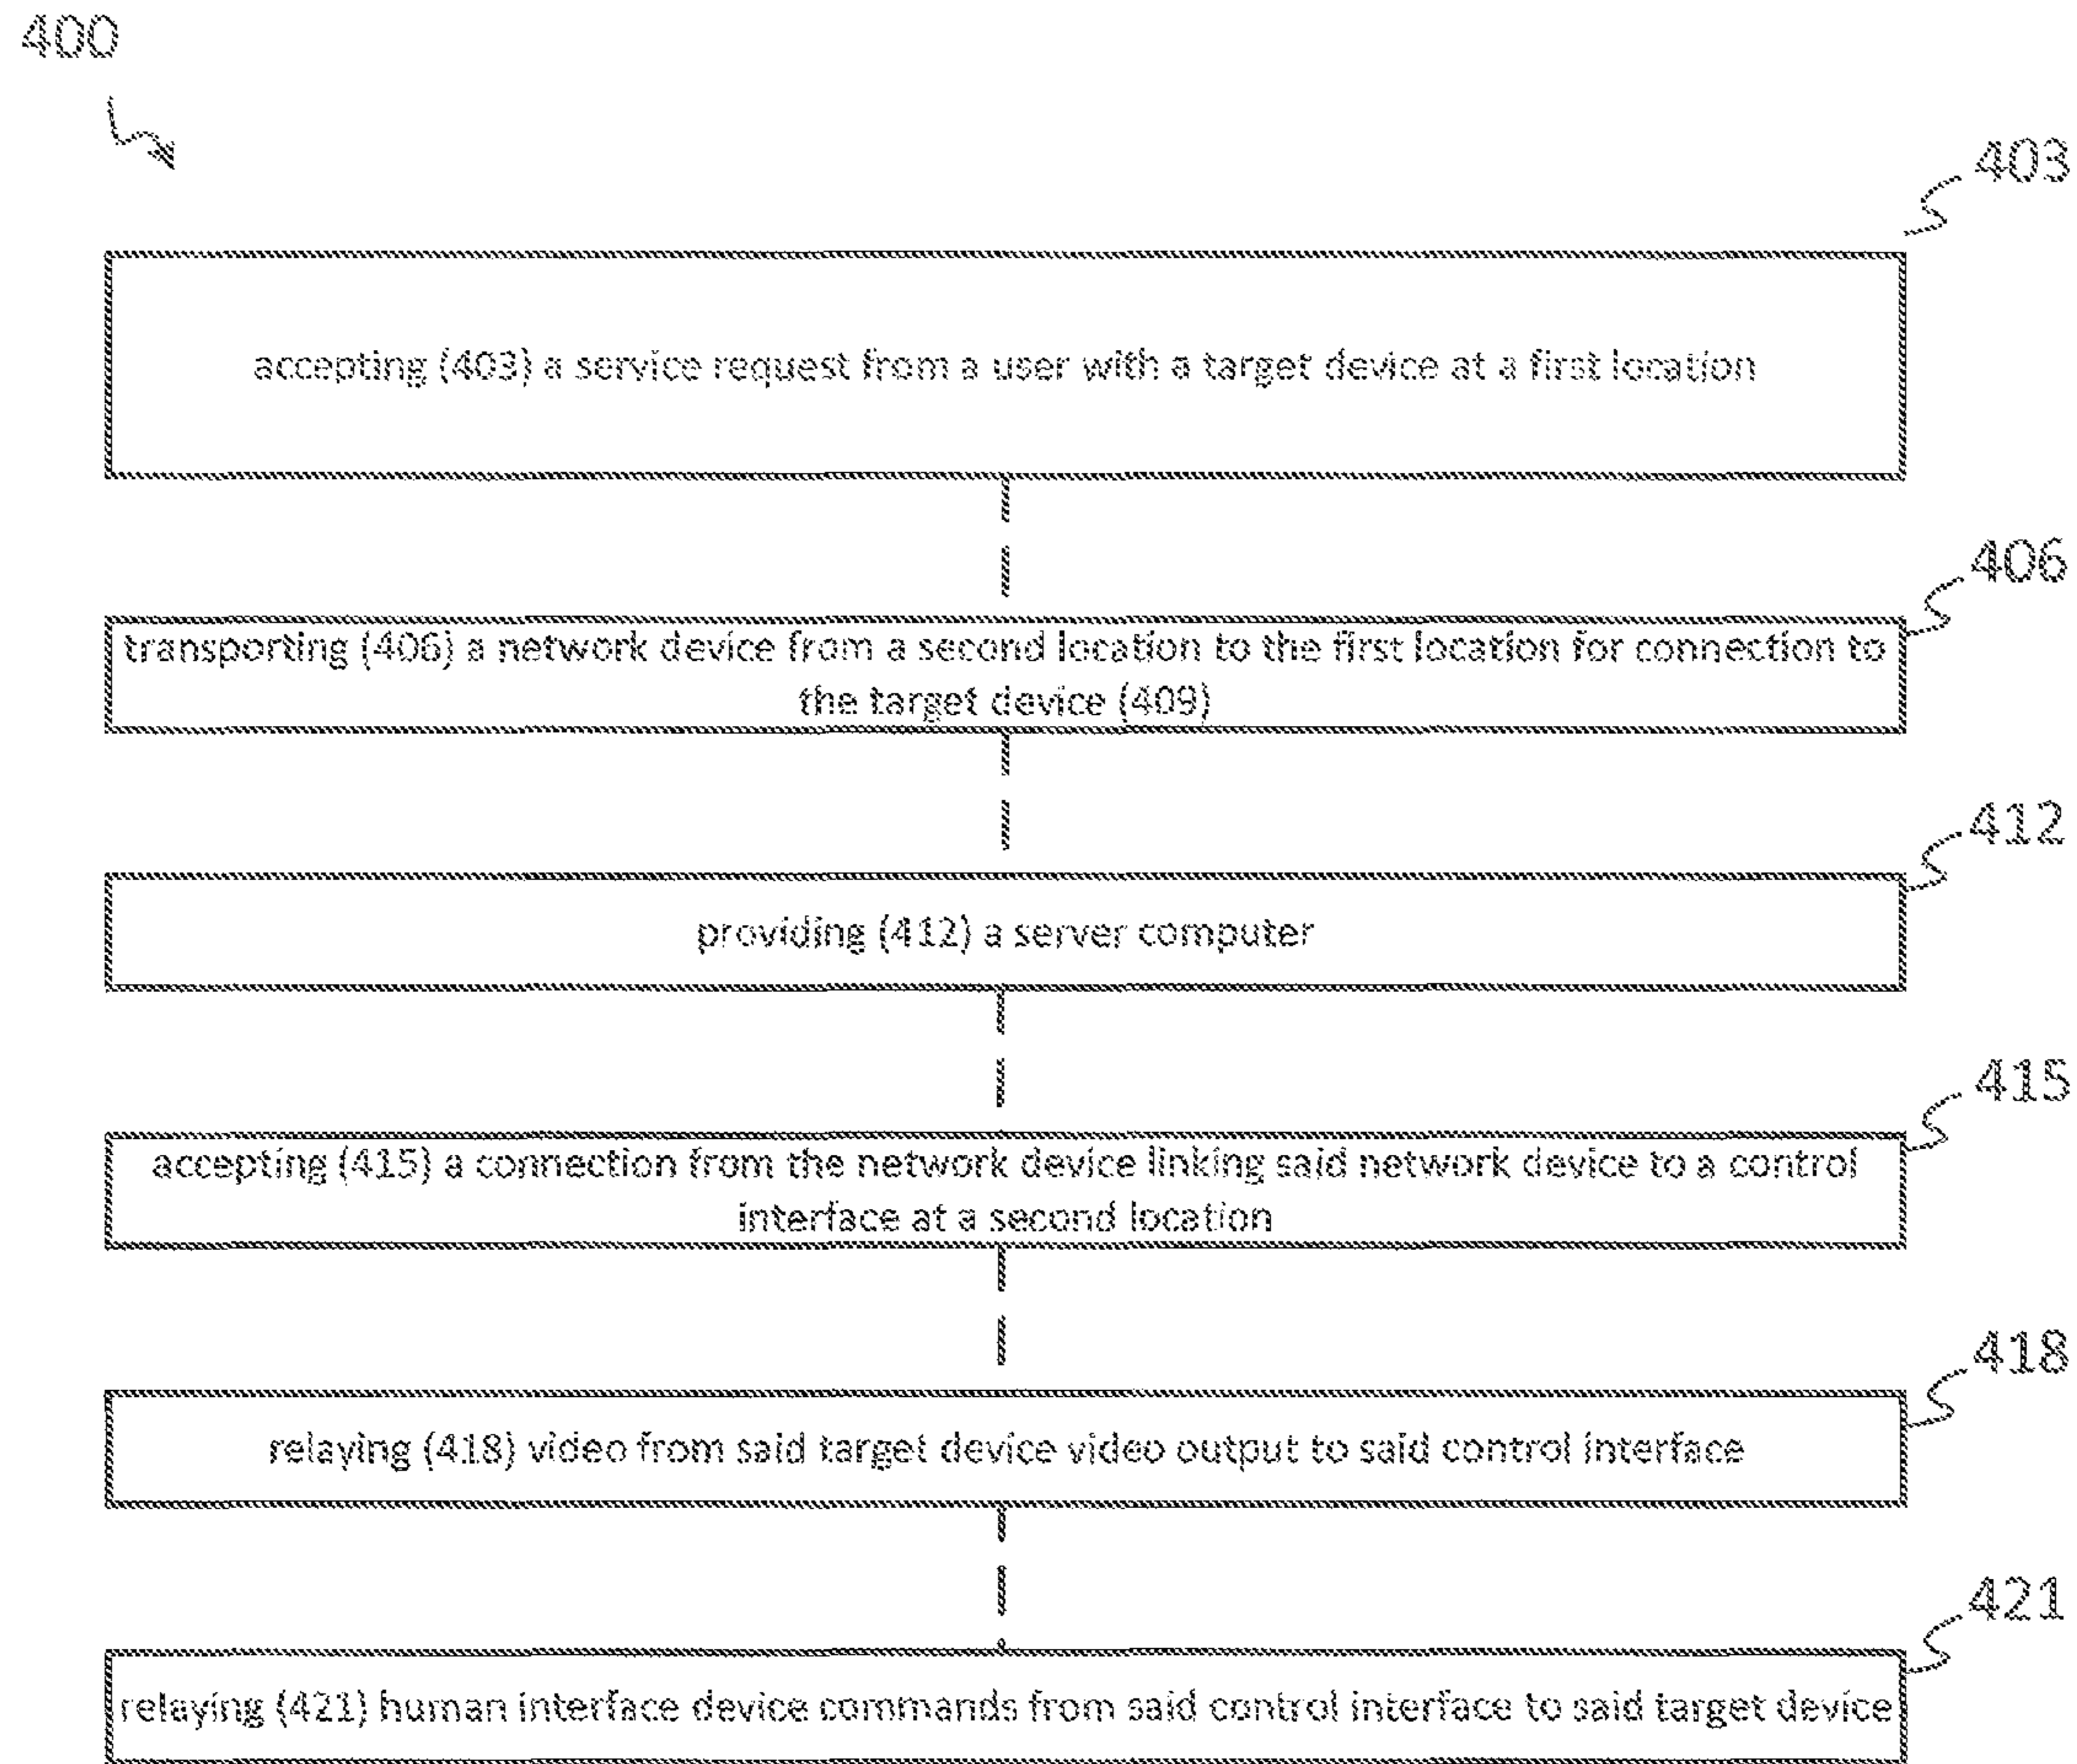 400
403
accepting (403) a service request from a user with a target device at a first location
406
transporting (406) a network device from a second location to the first location for connection to
the target device (409)
412
providing (412) a server computer
415
accepting (415) a connection from the network device linking said network device to a control
interface at a second location
418
relaying (418) video from said target device video output to said control interface
421
relaying (421) human interface device commands from said control interface to said target device